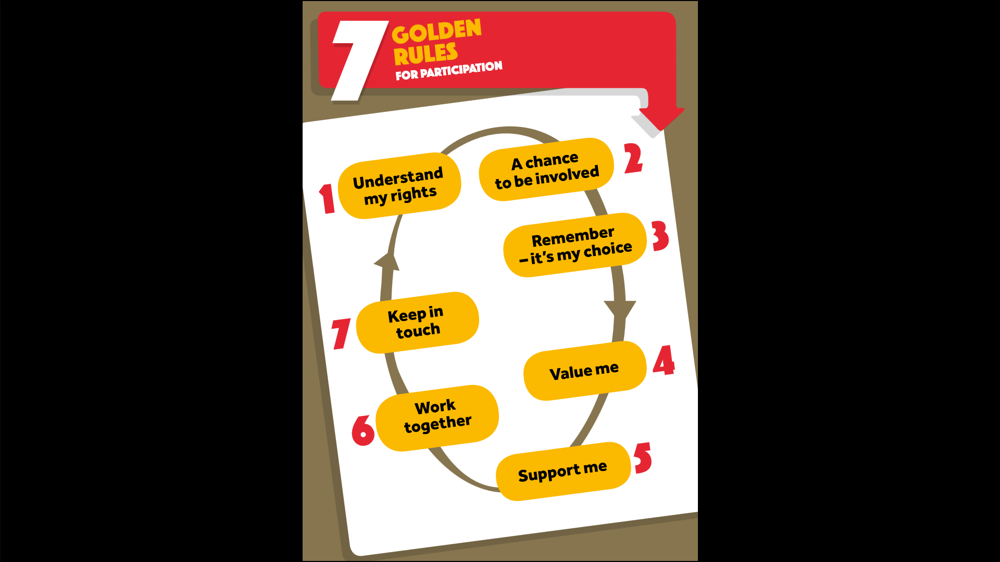 7
GOLDEN
RULES
FOR PARTICIPATION
1
Understand
my rights
2
A chance
to be involved
3
Remember
– it’s my choice
4
Value me
5
Support me
6
Work
together
7
Keep in
touch